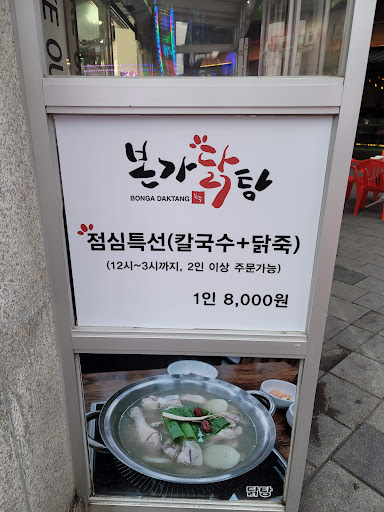 본가닭탕
BONGA DAKTANG
점심특선(칼국수+닭죽)
(12시~3시까지, 2인 이상 주문가능)
1인 8,000원
닭탕